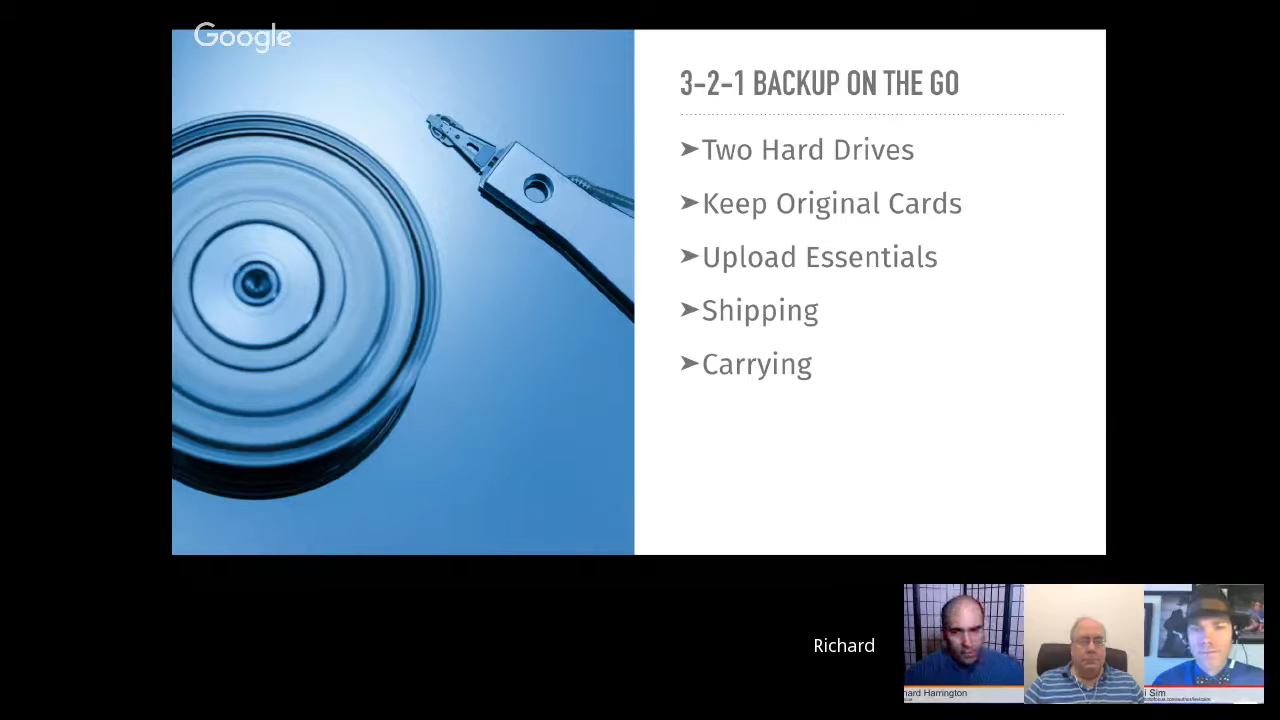 Google
3-2-1 BACKUP ON THE GO
➤Two Hard Drives
➤Keep Original Cards
➤Upload Essentials
➤Shipping
➤Carrying
Richard
hard Harrington
i Sim